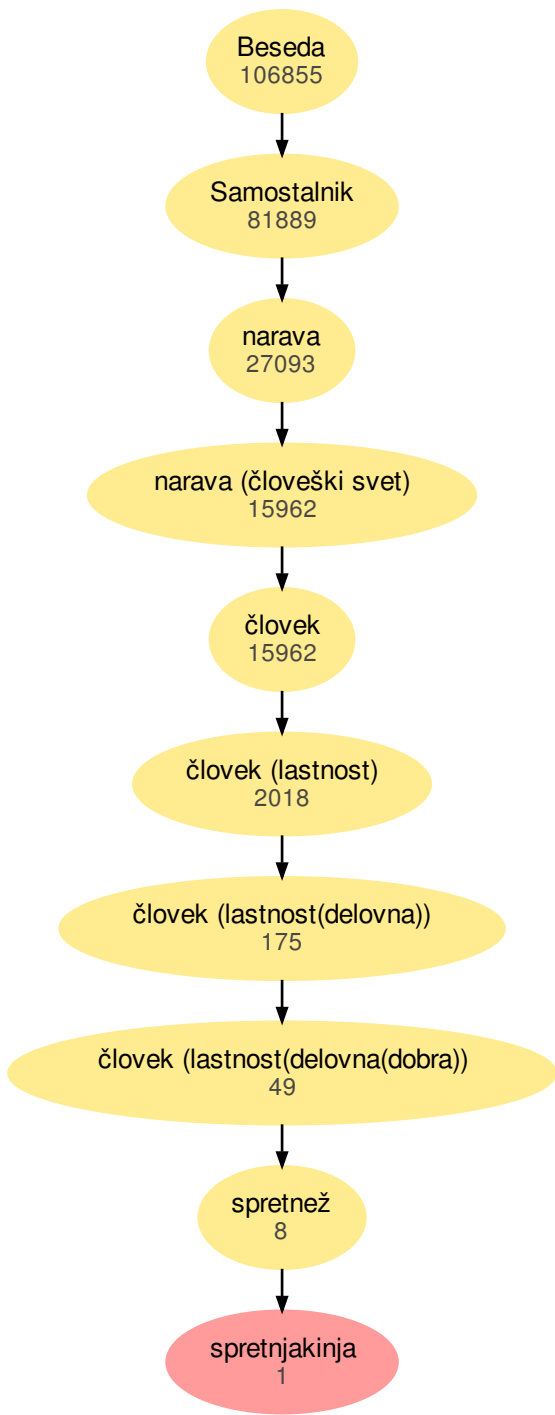 Beseda
106855
Samostalnik
81889
narava
27093
narava (človeški svet)
15962
človek
15962
človek (lastnost)
2018
človek (lastnost(delovna))
175
človek (lastnost(delovna(dobra))
49
spretnež
8
spretnjakinja
1